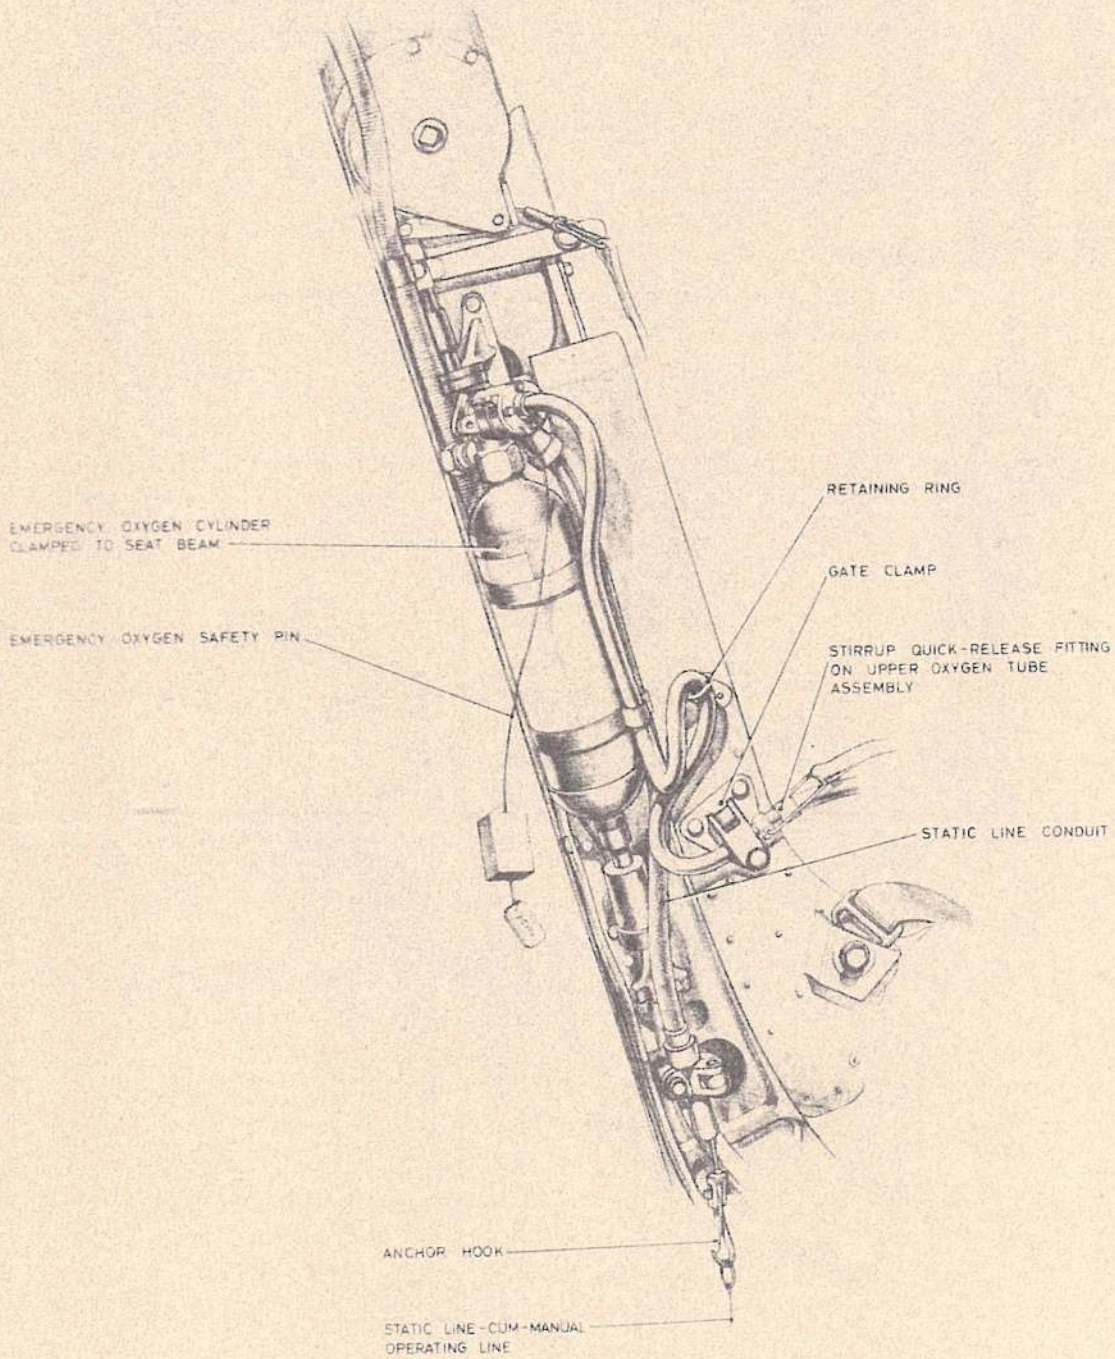 RETAINING RING
EMERGENCY OXYGEN CYLINDER
CLAMPED TO SEAT BEAM
GATE CLAMP
EMERGENCY OXYGEN SAFETY PIN
STIRRUP QUICK-RELEASE FITTING
ON UPPER OXYGEN TUBE
ASSEMBLY
STATIC LINE CONDUIT
ANCHOR HOOK
STATIC LINE-CUM-MANUAL
OPERATING LINE